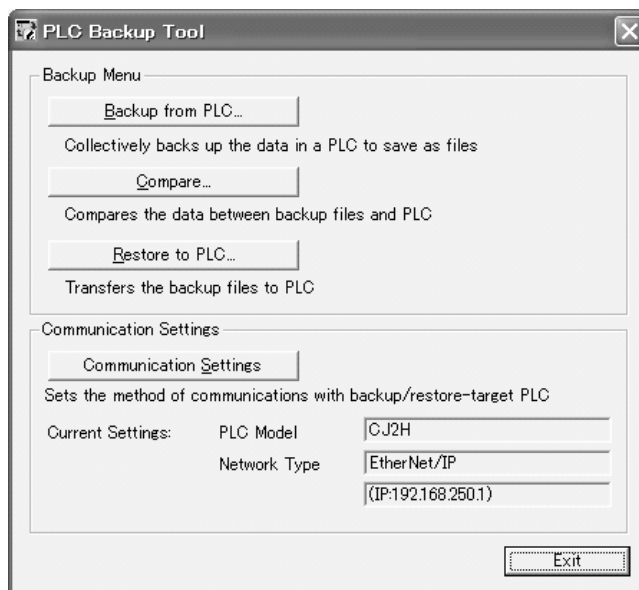 PLC Backup Tool
Backup Menu
Backup from PLC...
Collectively backs up the data in a PLC to save as files
Compare...
Compares the data between backup files and PLC
Restore to PLC...
Transfers the backup files to PLC
Communication Settings
Communication Settings
Sets the method of communications with backup/restore-target PLC
Current Settings: PLC Model CJ2H
Network Type EtherNet/IP
(IP:192.168.250.1)
Exit